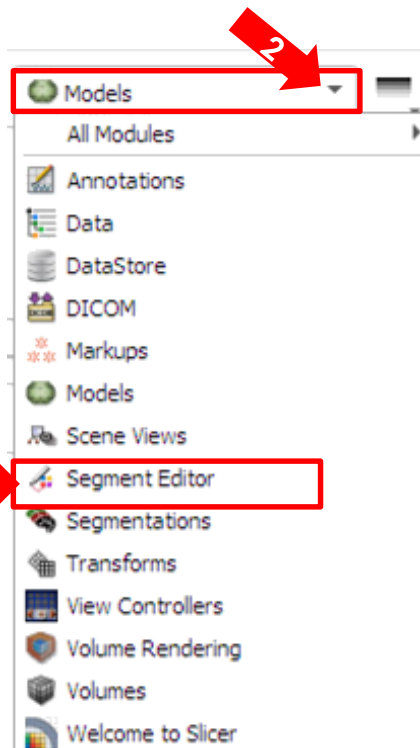 2
Models
All Modules
Annotations
Data
DataStore
DICOM
Markups
Models
Scene Views
Segment Editor
Segmentations
Transforms
View Controllers
Volume Rendering
Volumes
Welcome to Slicer